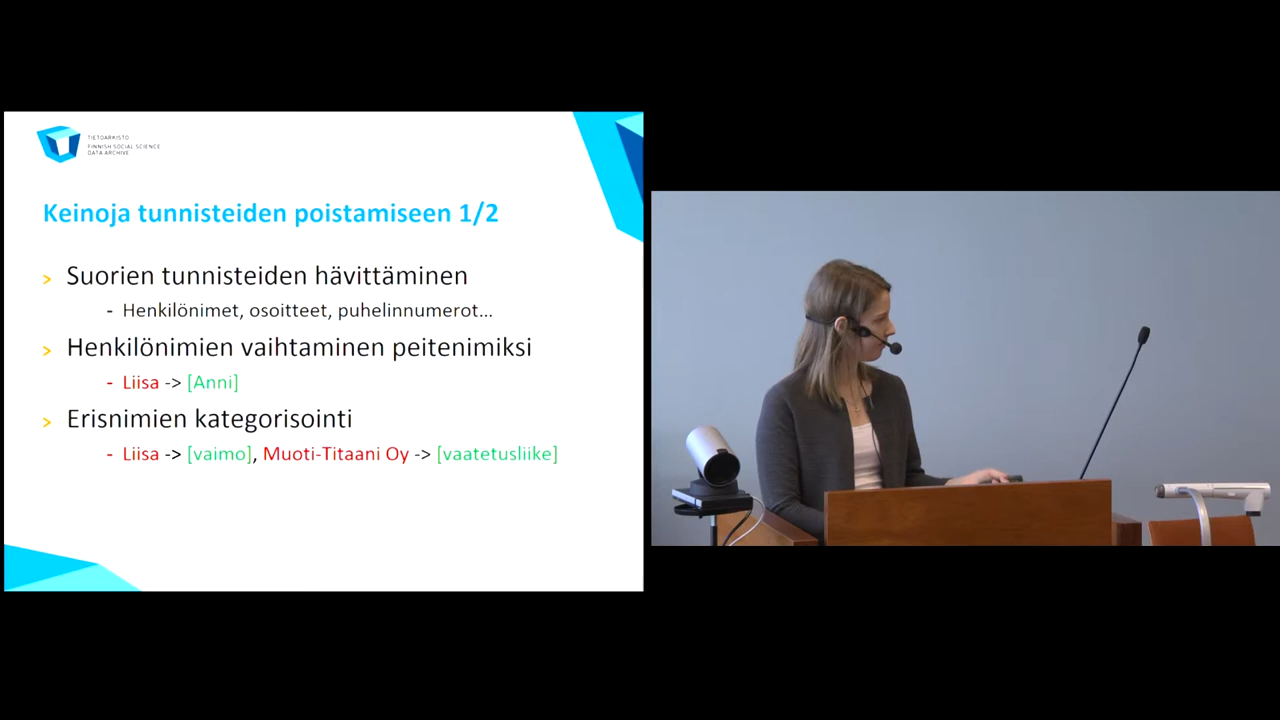 TIETOARKISTO
FINNISH SOCIAL SCIENCE
DATA ARCHIVE
Keinoja tunnisteiden poistamiseen 1/2
> Suorien tunnisteiden hävittäminen
- Henkilönimet, osoitteet, puhelinnumerot...
> Henkilönimien vaihtaminen peitenimiksi
- Liisa -> [Anni]
> Erisnimien kategorisointi
- Liisa -> [vaimo], Muoti-Titaani Oy -> [vaatetusliike]